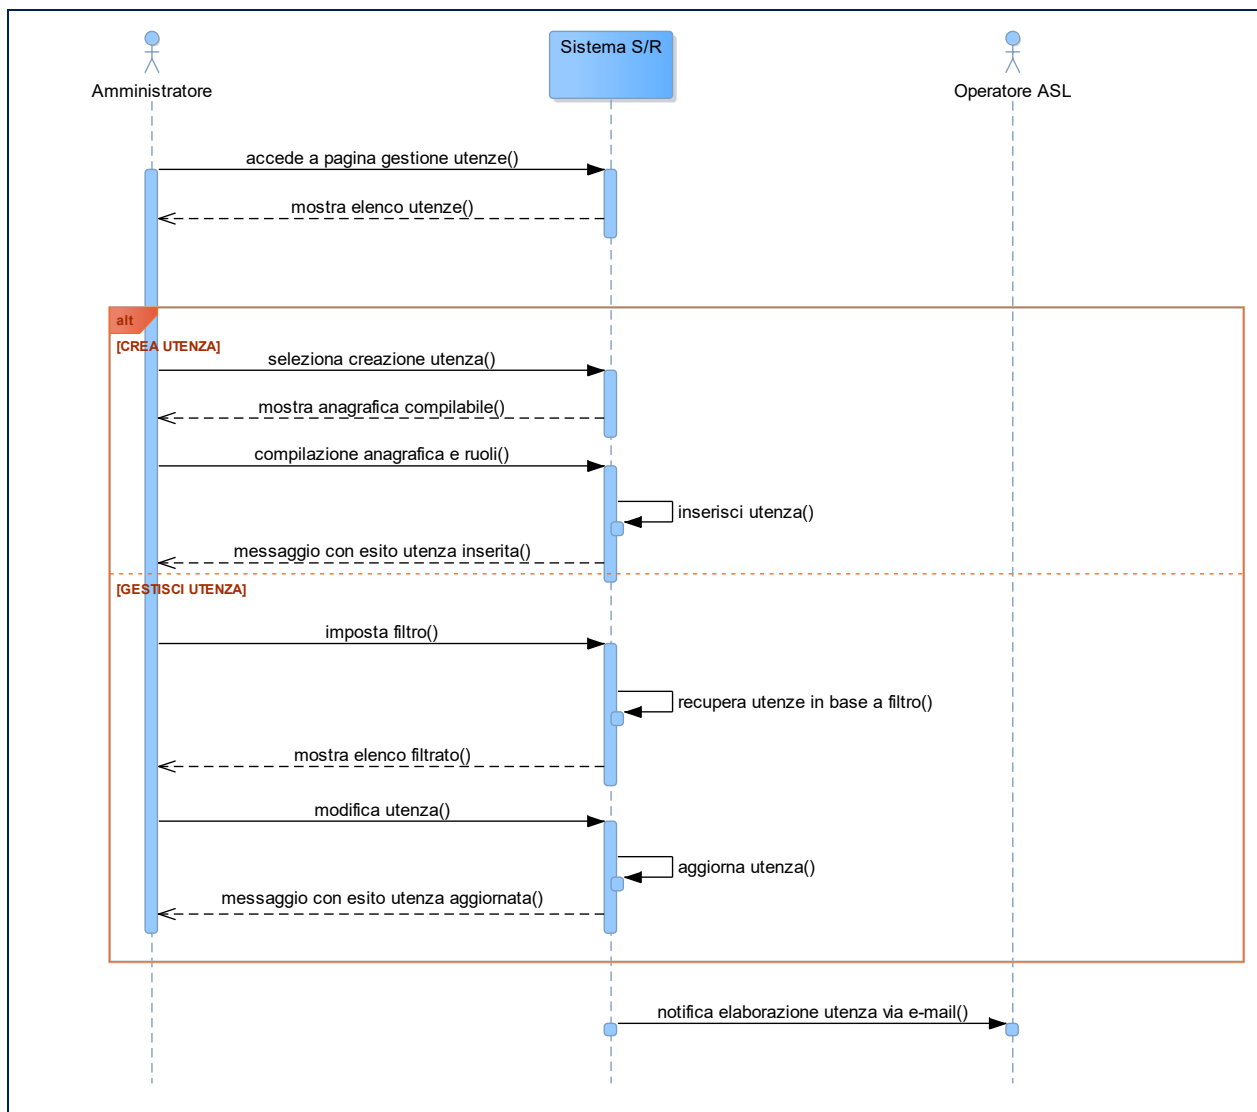 Amministratore
Sistema S/R
Operatore ASL
accede a pagina gestione utenze()
mostra elenco utenze()
alt
[CREA UTENZA]
seleziona creazione utenza()
mostra anagrafica compilabile()
compilazione anagrafica e ruoli()
inserisci utenza()
messaggio con esito utenza inserita()
[GESTISCI UTENZA]
imposta filtro()
recupera utenze in base a filtro()
mostra elenco filtrato()
modifica utenza()
aggiorna utenza()
messaggio con esito utenza aggiornata()
notifica elaborazione utenza via e-mail()